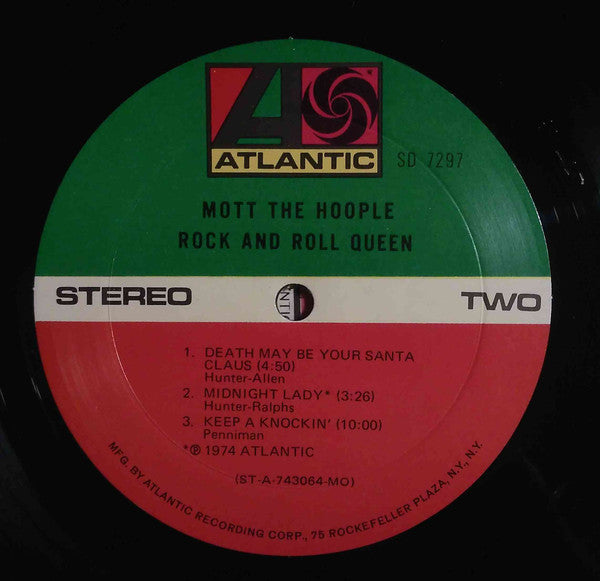 ATLANTIC
SD 7297
MOTT THE HOOPLE
ROCK AND ROLL QUEEN
STEREO
TWO
1. DEATH MAY BE YOUR SANTA
CLAUS (4:50)
Hunter-Allen
2. MIDNIGHT LADY* (3:26)
Hunter-Ralphs
3. KEEP A KNOCKIN' (10:00)
Penniman
*℗ 1974 ATLANTIC
(ST-A-743064-MO)
MFG. BY ATLANTIC RECORDING CORP., 75 ROCKEFELLER PLAZA, N.Y., N.Y.